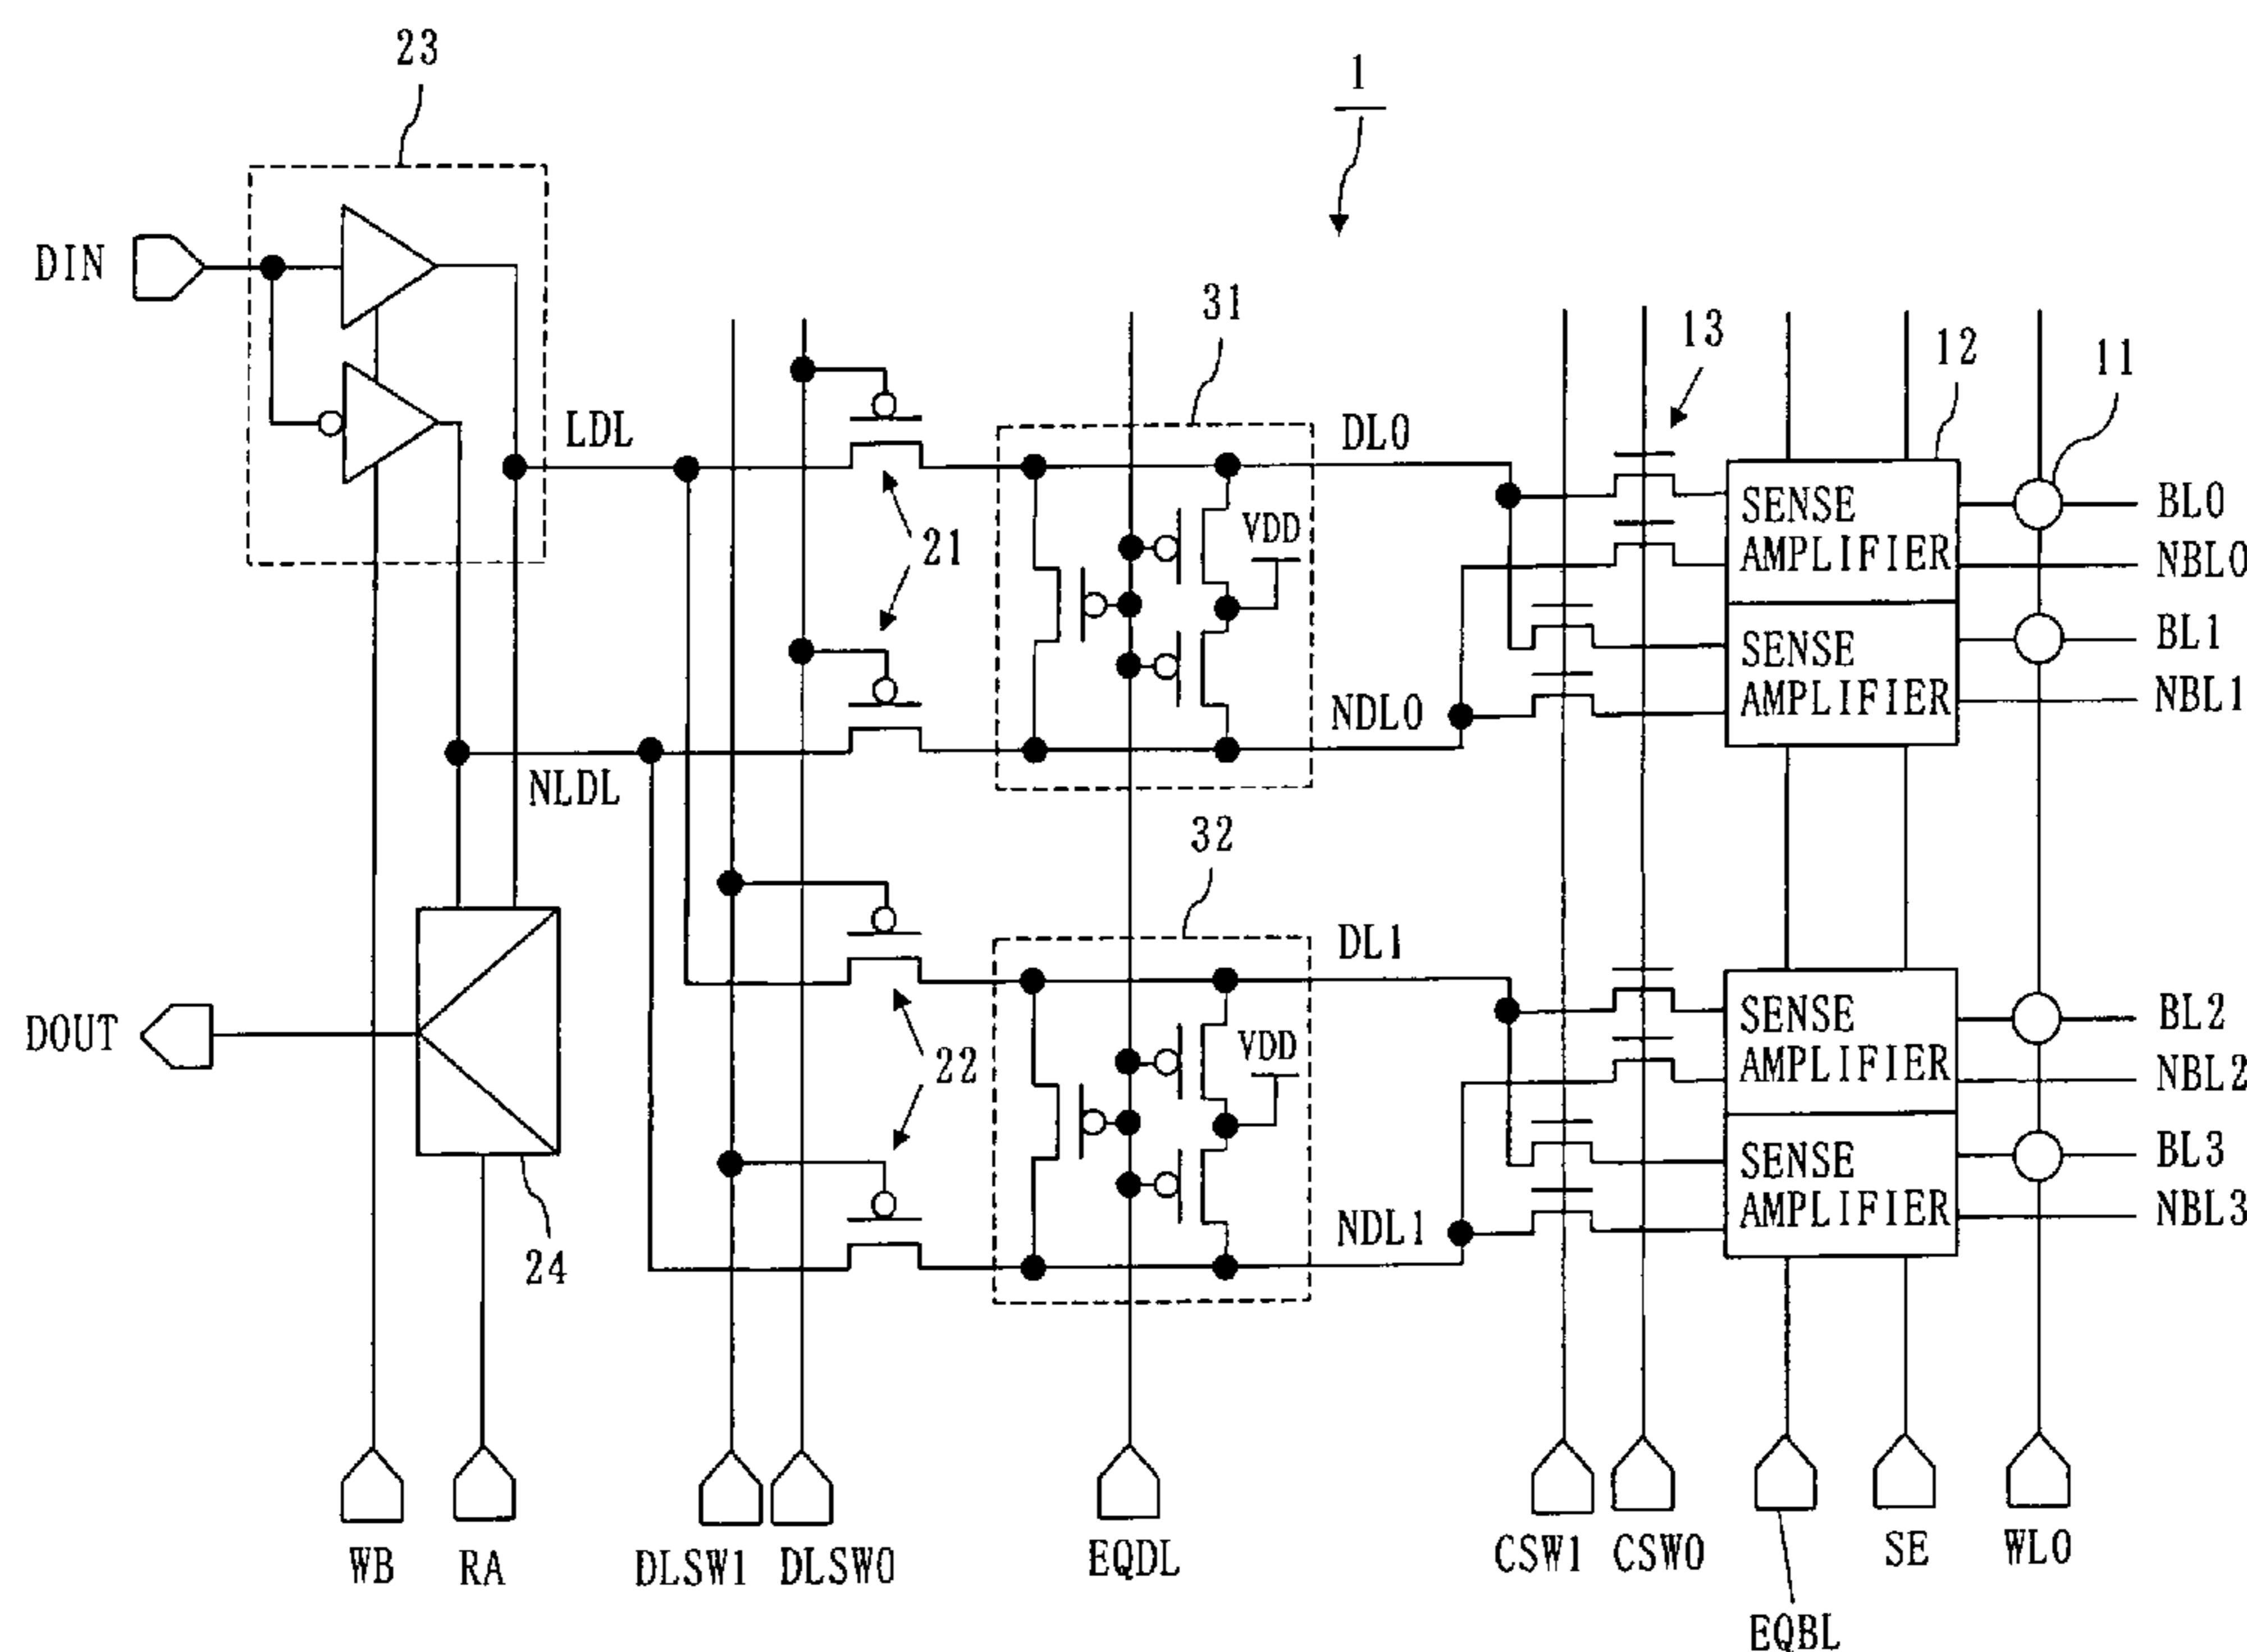 23
1
DIN
31
13
12
11
LDL
DL0
21
VDD
SENSE
AMPLIFIER
BL0
NBL0
SENSE
AMPLIFIER
BL1
NBL1
NDL0
NLDL
32
DL1
DOUT
22
VDD
SENSE
AMPLIFIER
BL2
NBL2
SENSE
AMPLIFIER
BL3
NBL3
NDL1
24
WB
RA
DLSW1
DLSW0
EQDL
CSW1
CSW0
SE
WL0
EQBL